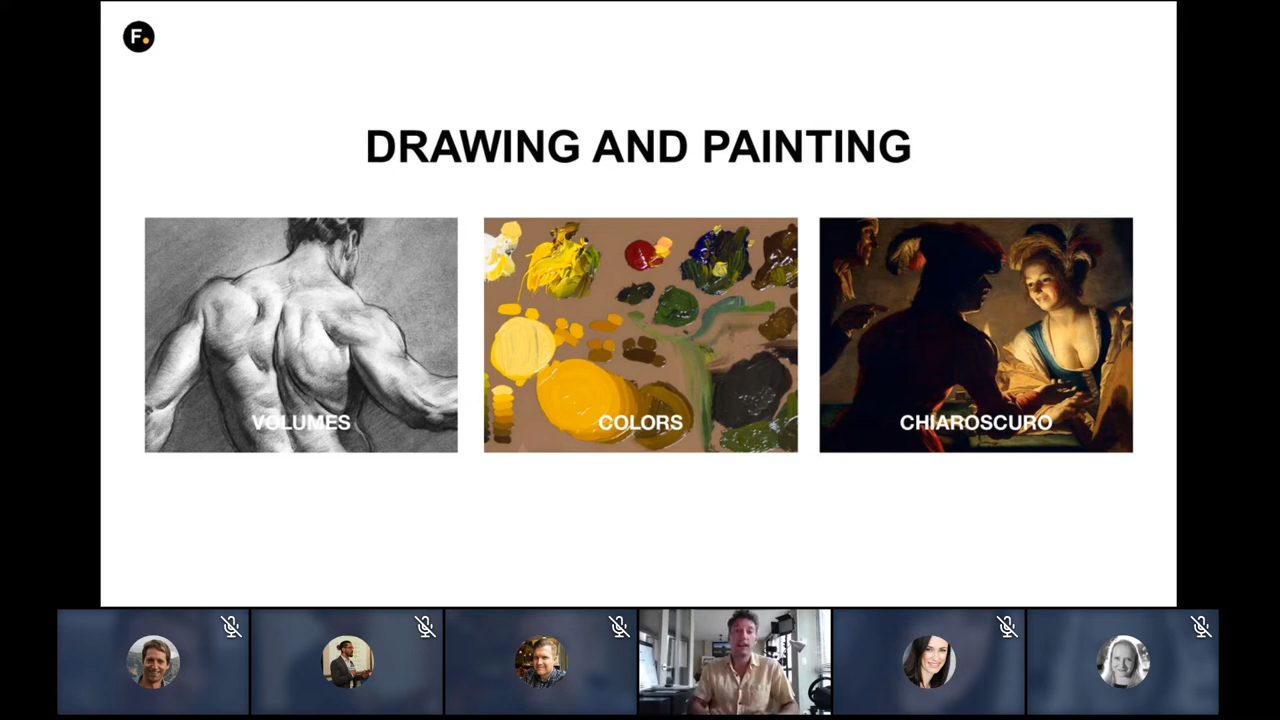 F.
DRAWING AND PAINTING
VOLUMES
COLORS
CHIAROSCURO